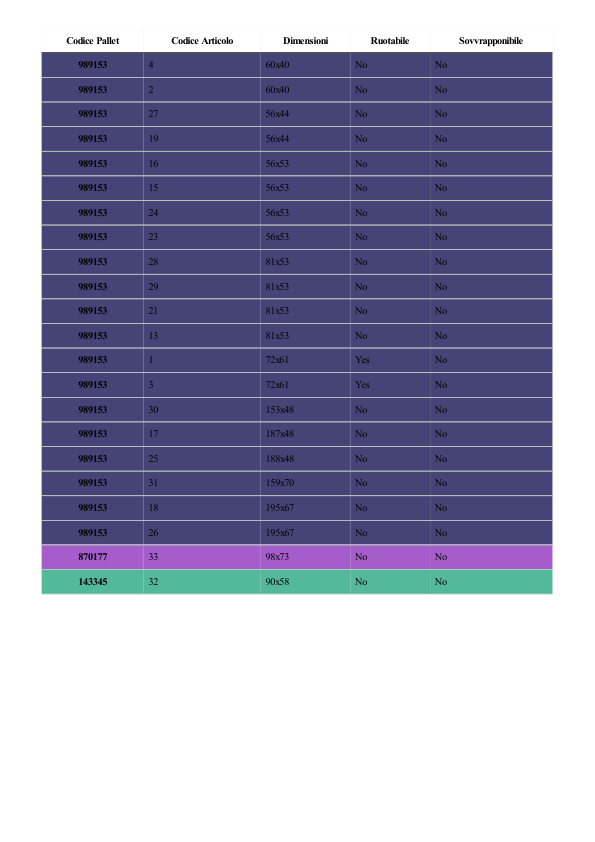 Codice Pallet Codice Articolo Dimensioni Ruotabile Sovvrapponibile
989153 4 60x40 No No
989153 2 60x40 No No
989153 27 56x44 No No
989153 19 56x44 No No
989153 16 56x53 No No
989153 15 56x53 No No
989153 24 56x53 No No
989153 23 56x53 No No
989153 28 81x53 No No
989153 29 81x53 No No
989153 21 81x53 No No
989153 13 81x53 No No
989153 1 72x61 Yes No
989153 3 72x61 Yes No
989153 30 153x48 No No
989153 17 187x48 No No
989153 25 188x48 No No
989153 31 159x70 No No
989153 18 195x67 No No
989153 26 195x67 No No
870177 33 98x73 No No
143345 32 90x58 No No